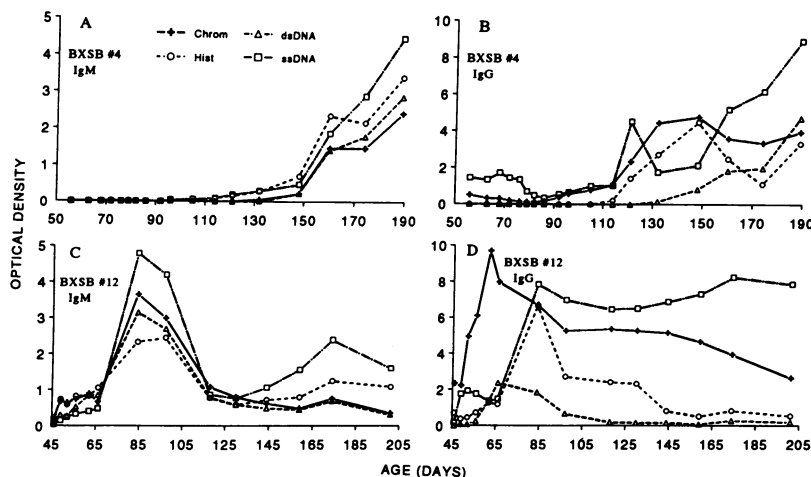 A
BXSB #4
IgM
Chrom
Hist
dsDNA
ssDNA
5
4
3
2
1
0
50 70 90 110 130 150 170 190
B
BXSB #4
IgG
10
8
6
4
2
0
50 70 90 110 130 150 170 190
OPTICAL DENSITY
C
BXSB #12
IgM
5
4
3
2
1
0
45 65 85 105 125 145 165 185 205
D
BXSB #12
IgG
10
8
6
4
2
0
45 65 85 105 125 145 165 185 205
AGE (DAYS)